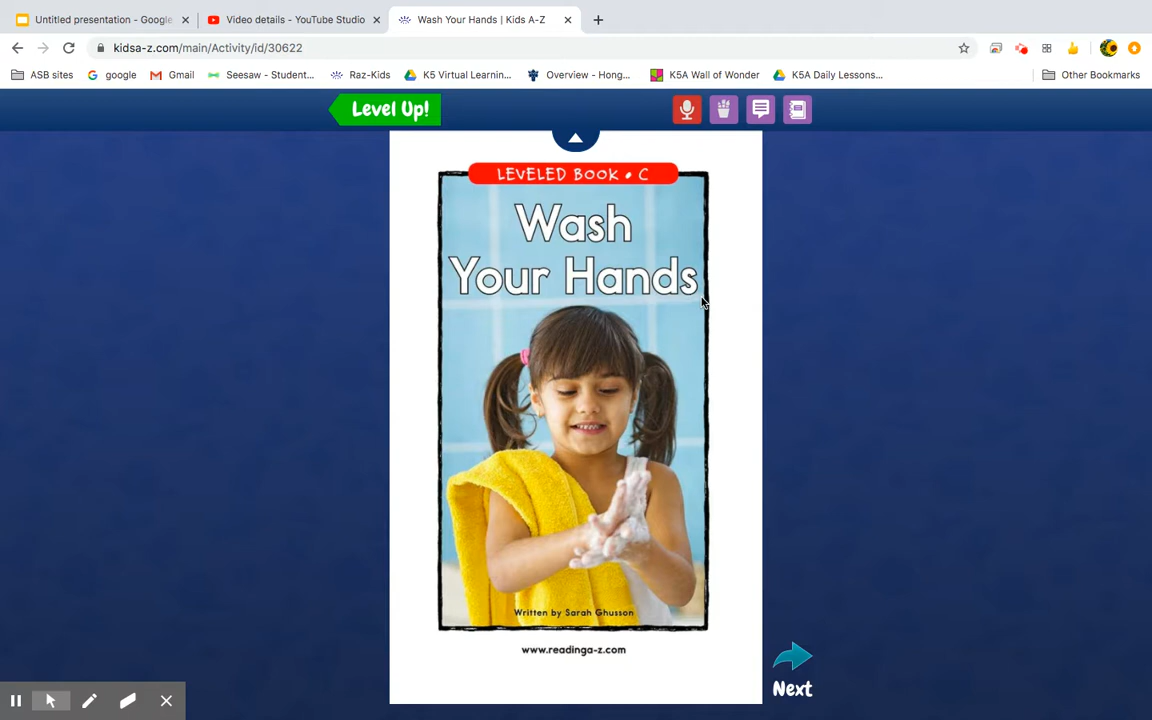 Untitled presentation - Google
Video details - YouTube Studio
Wash Your Hands | Kids A-Z
kidsa-z.com/main/Activity/id/30622
ASB sites
google
Gmail
Seesaw - Student...
Raz-Kids
K5 Virtual Learnin...
Overview - Hong...
K5A Wall of Wonder
K5A Daily Lessons...
Other Bookmarks
Level Up!
LEVELED BOOK • C
Wash
Your Hands
Written by Sarah Ghusson
www.readinga-z.com
Next